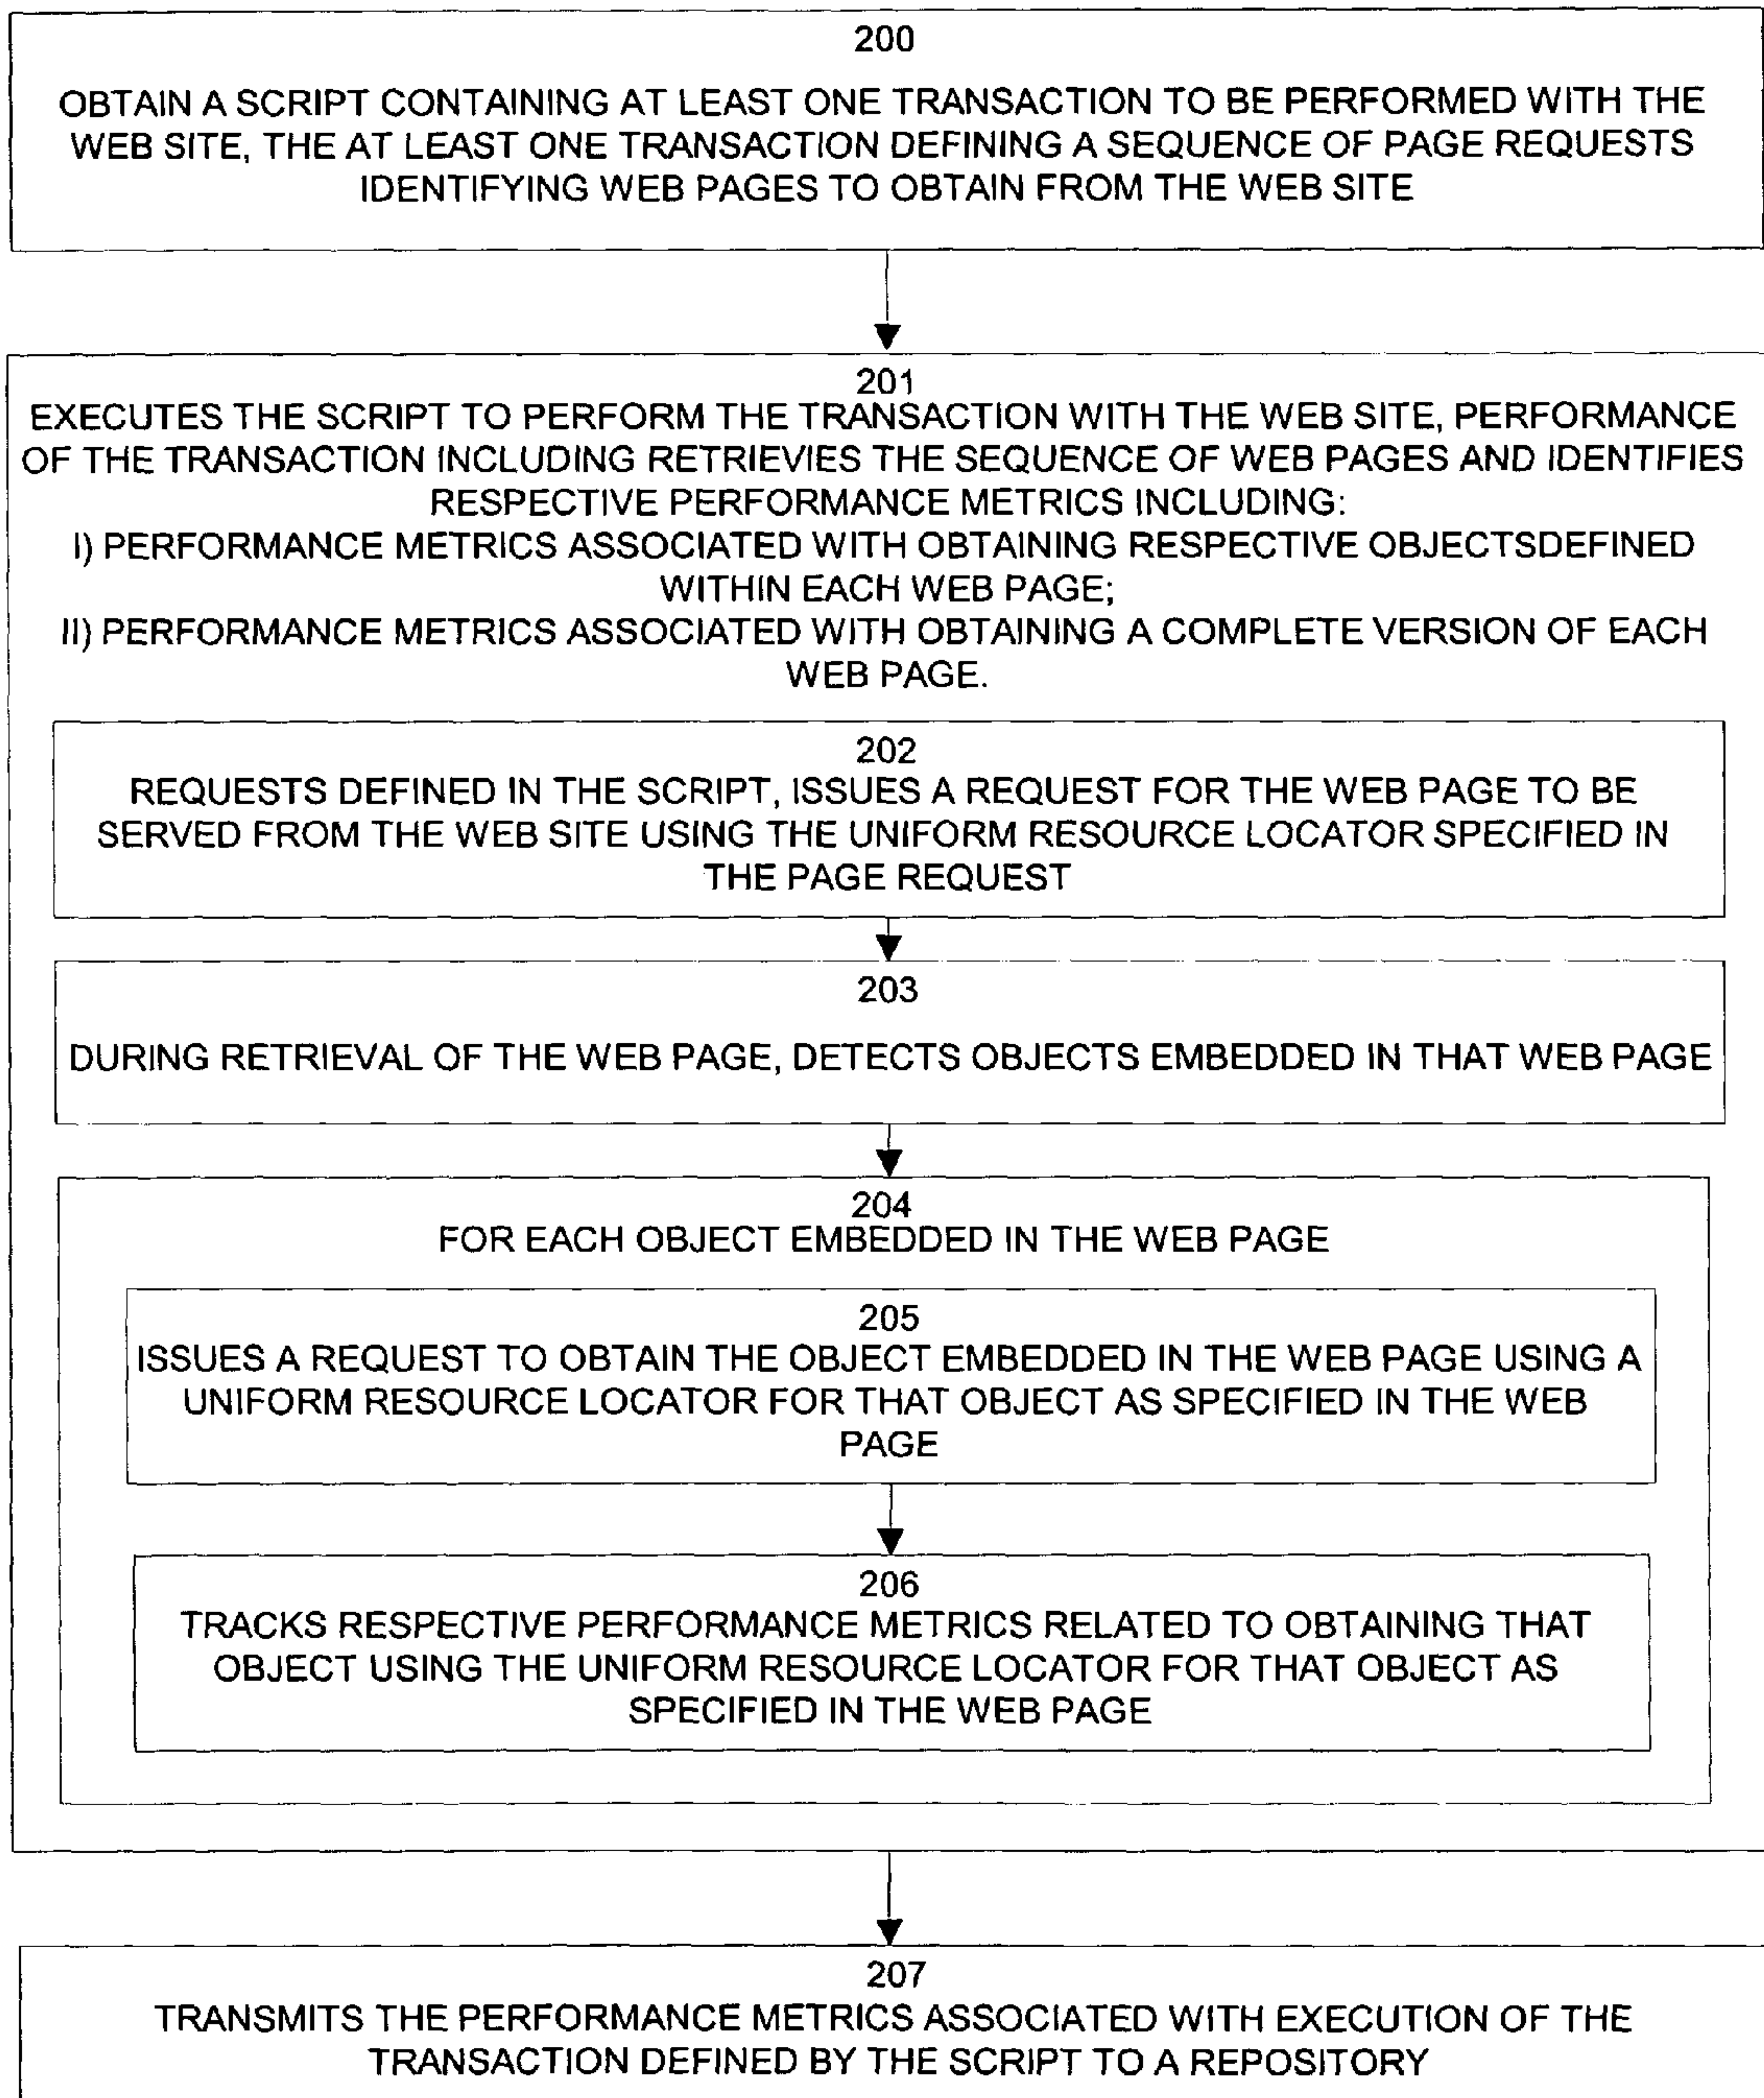 200
OBTAIN A SCRIPT CONTAINING AT LEAST ONE TRANSACTION TO BE PERFORMED WITH THE
WEB SITE, THE AT LEAST ONE TRANSACTION DEFINING A SEQUENCE OF PAGE REQUESTS
IDENTIFYING WEB PAGES TO OBTAIN FROM THE WEB SITE
201
EXECUTES THE SCRIPT TO PERFORM THE TRANSACTION WITH THE WEB SITE, PERFORMANCE
OF THE TRANSACTION INCLUDING RETRIEVIES THE SEQUENCE OF WEB PAGES AND IDENTIFIES
RESPECTIVE PERFORMANCE METRICS INCLUDING:
I) PERFORMANCE METRICS ASSOCIATED WITH OBTAINING RESPECTIVE OBJECTSDEFINED
WITHIN EACH WEB PAGE;
II) PERFORMANCE METRICS ASSOCIATED WITH OBTAINING A COMPLETE VERSION OF EACH
WEB PAGE.
202
REQUESTS DEFINED IN THE SCRIPT, ISSUES A REQUEST FOR THE WEB PAGE TO BE
SERVED FROM THE WEB SITE USING THE UNIFORM RESOURCE LOCATOR SPECIFIED IN
THE PAGE REQUEST
203
DURING RETRIEVAL OF THE WEB PAGE, DETECTS OBJECTS EMBEDDED IN THAT WEB PAGE
204
FOR EACH OBJECT EMBEDDED IN THE WEB PAGE
205
ISSUES A REQUEST TO OBTAIN THE OBJECT EMBEDDED IN THE WEB PAGE USING A
UNIFORM RESOURCE LOCATOR FOR THAT OBJECT AS SPECIFIED IN THE WEB
PAGE
206
TRACKS RESPECTIVE PERFORMANCE METRICS RELATED TO OBTAINING THAT
OBJECT USING THE UNIFORM RESOURCE LOCATOR FOR THAT OBJECT AS
SPECIFIED IN THE WEB PAGE
207
TRANSMITS THE PERFORMANCE METRICS ASSOCIATED WITH EXECUTION OF THE
TRANSACTION DEFINED BY THE SCRIPT TO A REPOSITORY